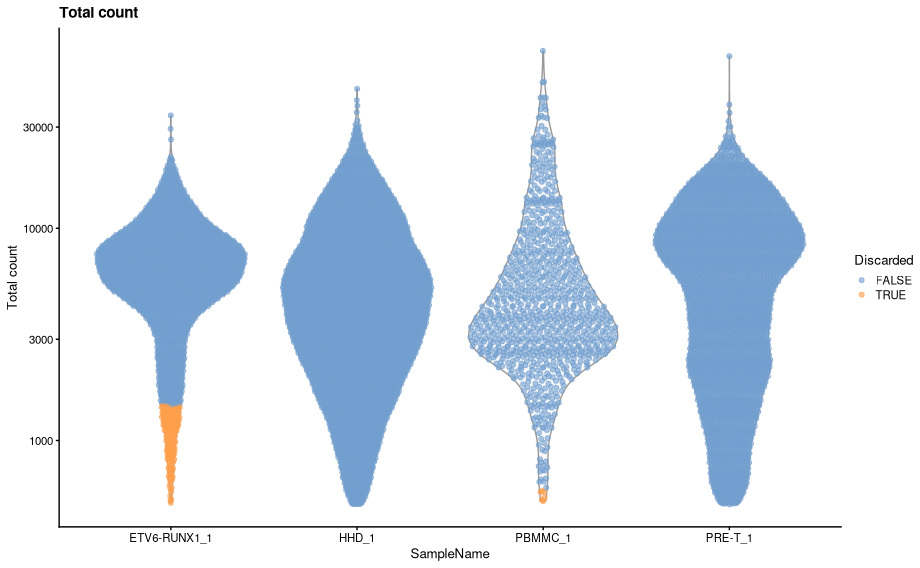 Total count
Total count
30000
10000
3000
1000
ETV6-RUNX1_1 HHD_1 PBMMC_1 PRE-T_1
SampleName
Discarded
FALSE
TRUE